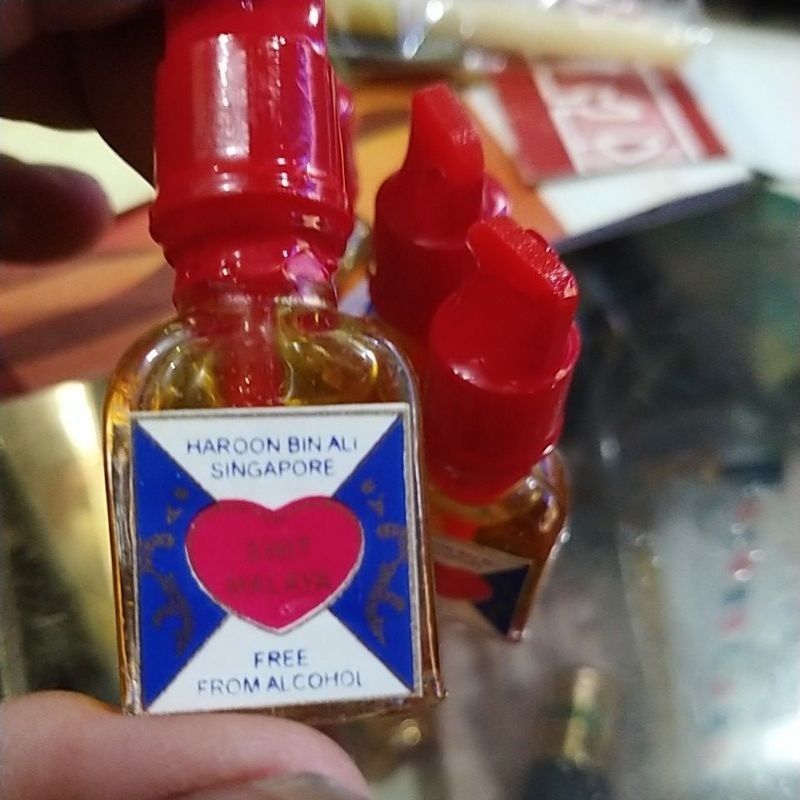 HAROON BIN ALI
SINGAPORE
MALAYA
FREE
FROM ALCOHOL